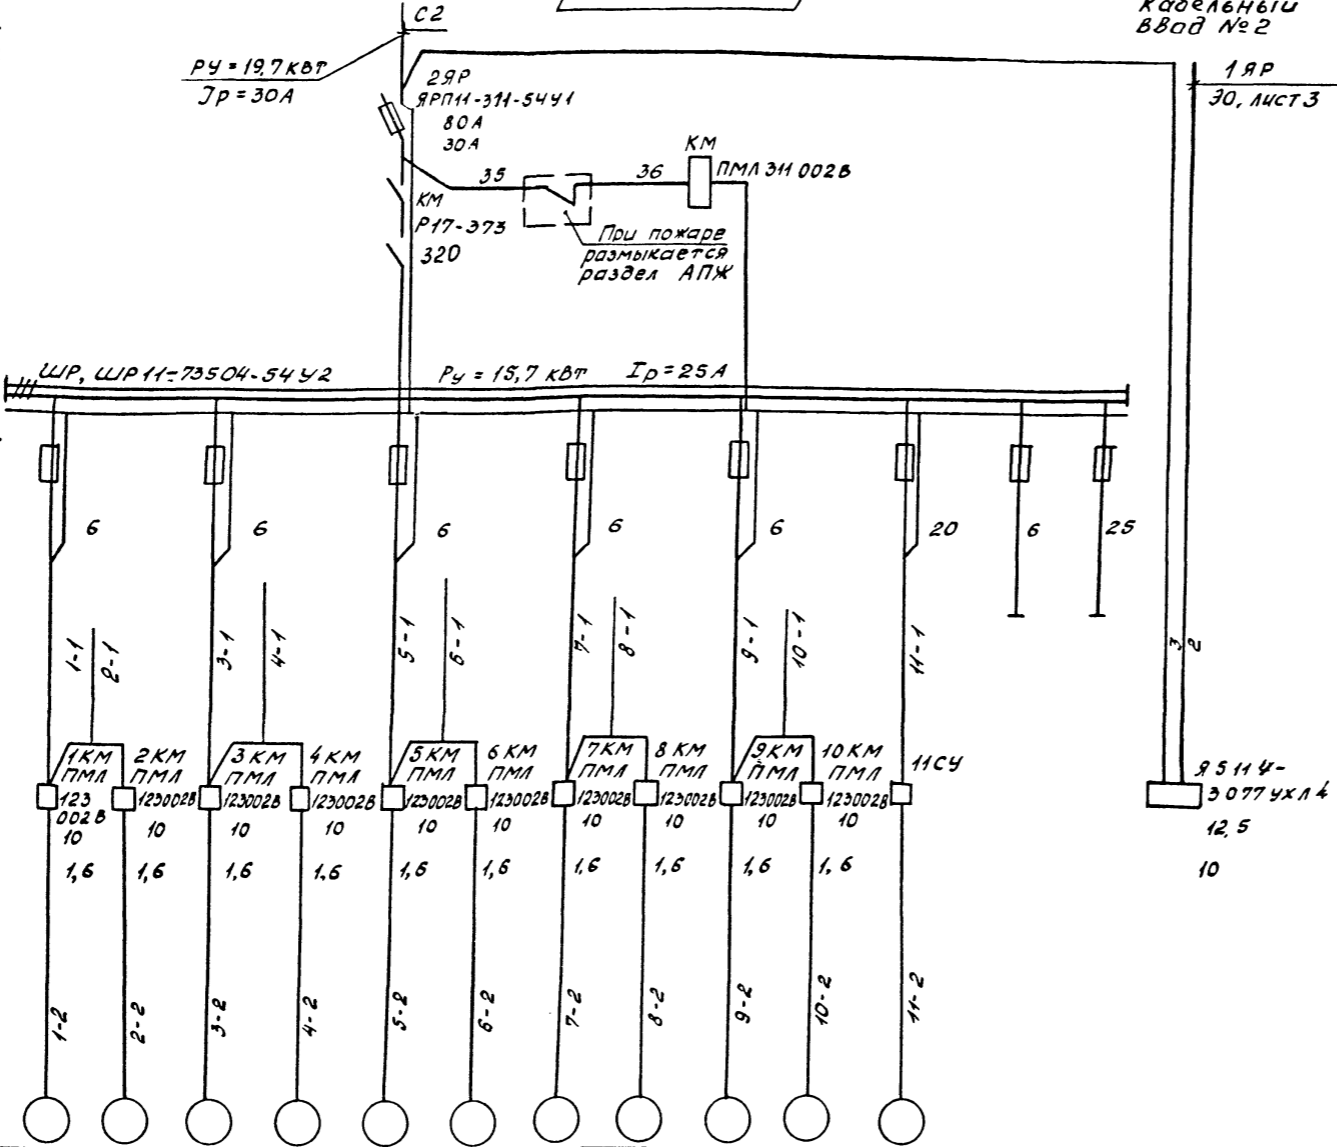 С2
кабельный
ввод №2
РУ = 19,7 кВт
Jр = 30А
2ЯР
ЯРП11-311-54У1
80А
30А
1ЯР
ЭО, лист 3
35
36
КМ
ПМЛ 311 002В
КМ
Р17-373
320
При пожаре
размыкается
раздел АПЖ
ШР, ШР11-73504-54У2
Ру = 15,7 кВт
Iр = 25А
6
6
6
6
6
20
6
25
1-1
2-1
3-1
4-1
5-1
6-1
7-1
8-1
9-1
10-1
11-1
3
2
1КМ
ПМЛ
123
002В
10
1,6
2КМ
ПМЛ
123002В
10
1,6
3КМ
ПМЛ
123002В
10
1,6
4КМ
ПМЛ
123002В
10
1,6
5КМ
ПМЛ
123002В
10
1,6
6КМ
ПМЛ
123002В
10
1,6
7КМ
ПМЛ
123002В
10
1,6
8КМ
ПМЛ
123002В
10
1,6
9КМ
ПМЛ
123002В
10
1,6
10КМ
ПМЛ
123002В
10
1,6
11СУ
Я5114-
3077УХЛ4
12,5
10
1-2
2-2
3-2
4-2
5-2
6-2
7-2
8-2
9-2
10-2
11-2